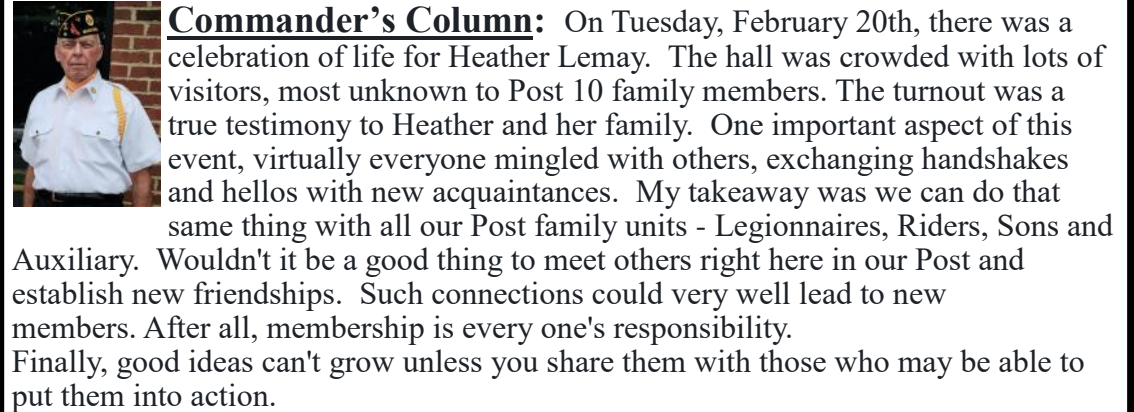 Commander's Column:  On Tuesday, February 20th, there was a
celebration of life for Heather Lemay.  The hall was crowded with lots of
visitors, most unknown to Post 10 family members. The turnout was a
true testimony to Heather and her family.  One important aspect of this
event, virtually everyone mingled with others, exchanging handshakes
and hellos with new acquaintances.  My takeaway was we can do that
same thing with all our Post family units - Legionnaires, Riders, Sons and
Auxiliary.  Wouldn't it be a good thing to meet others right here in our Post and
establish new friendships.  Such connections could very well lead to new
members. After all, membership is every one's responsibility.
Finally, good ideas can't grow unless you share them with those who may be able to
put them into action.